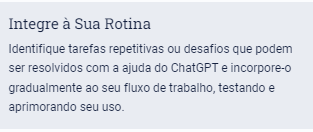 Integre à Sua Rotina
Identifique tarefas repetitivas ou desafios que podem
ser resolvidos com a ajuda do ChatGPT e incorpore-o
gradualmente ao seu fluxo de trabalho, testando e
aprimorando seu uso.